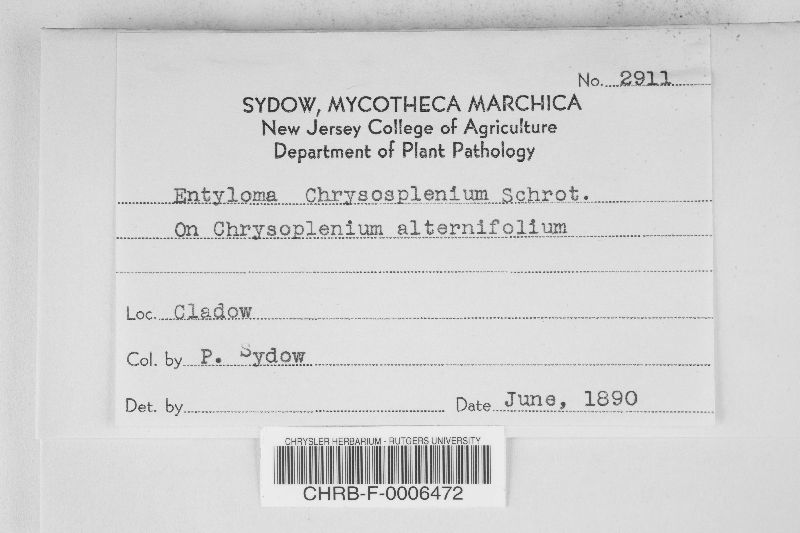 No. 2911
SYDOW, MYCOTHECA MARCHICA
New Jersey College of Agriculture
Department of Plant Pathology
Entyloma Chrysosplenium Schrot.
On Chrysoplenium alternifolium
Loc. Cladow
Col. by P. Sydow
Det. by
Date June, 1890
CHRYSLER HERBARIUM - RUTGERS UNIVERSITY
CHRB-F-0006472